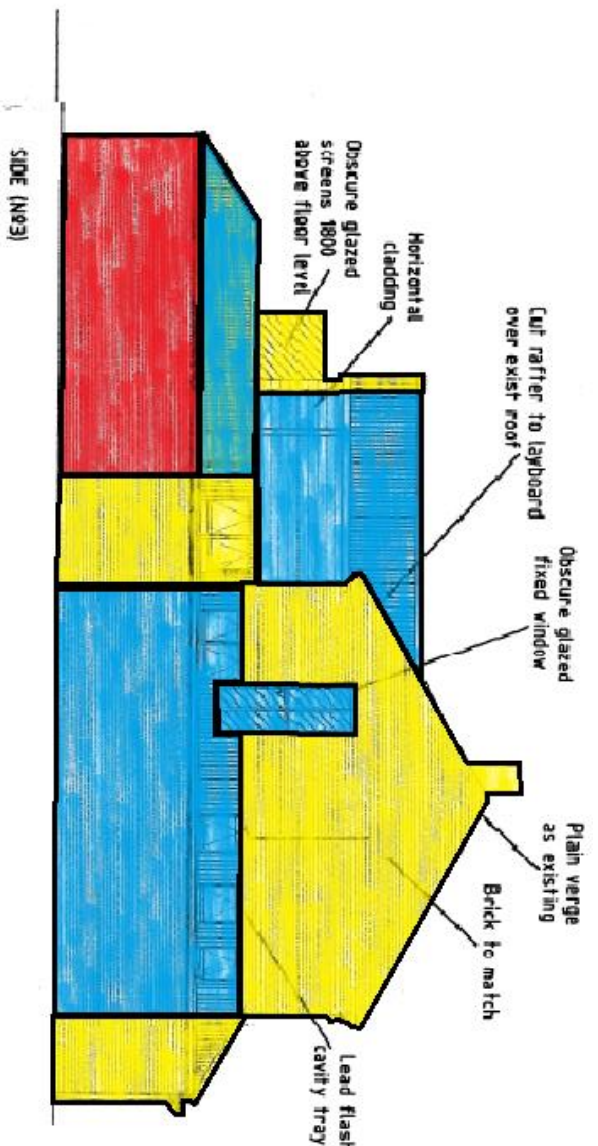 Obscure glazed
screens 1800
above floor level
Horizontal
cladding
Cut rafter to layboard
over exist roof
Obscure glazed
fixed window
Plain verge
as existing
Brick to match
Lead flash
cavity tray
SIDE (Nº3)